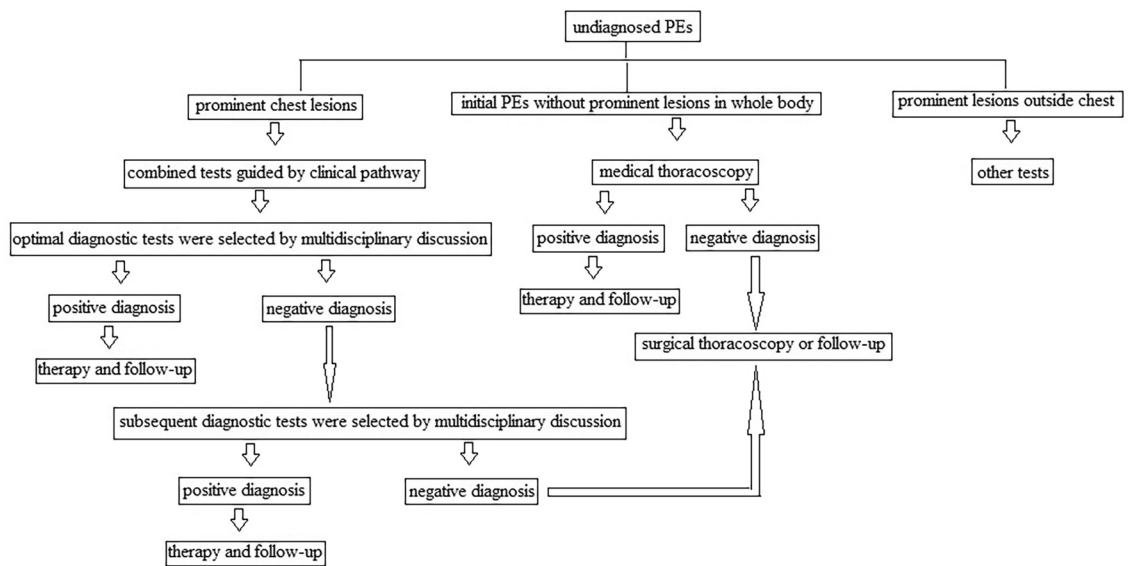 undiagnosed PEs
prominent chest lesions
initial PEs without prominent lesions in whole body
prominent lesions outside chest
combined tests guided by clinical pathway
medical thoracoscopy
other tests
optimal diagnostic tests were selected by multidisciplinary discussion
positive diagnosis
negative diagnosis
positive diagnosis
negative diagnosis
therapy and follow-up
surgical thoracoscopy or follow-up
therapy and follow-up
subsequent diagnostic tests were selected by multidisciplinary discussion
positive diagnosis
negative diagnosis
therapy and follow-up